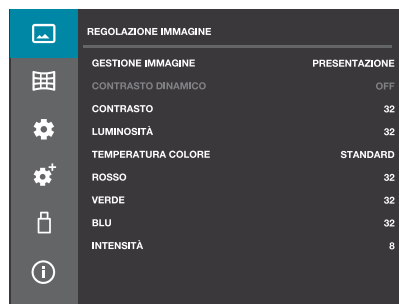 REGOLAZIONE IMMAGINE
GESTIONE IMMAGINE PRESENTAZIONE
CONTRASTO DINAMICO OFF
CONTRASTO 32
LUMINOSITÀ 32
TEMPERATURA COLORE STANDARD
ROSSO 32
VERDE 32
BLU 32
INTENSITÀ 8